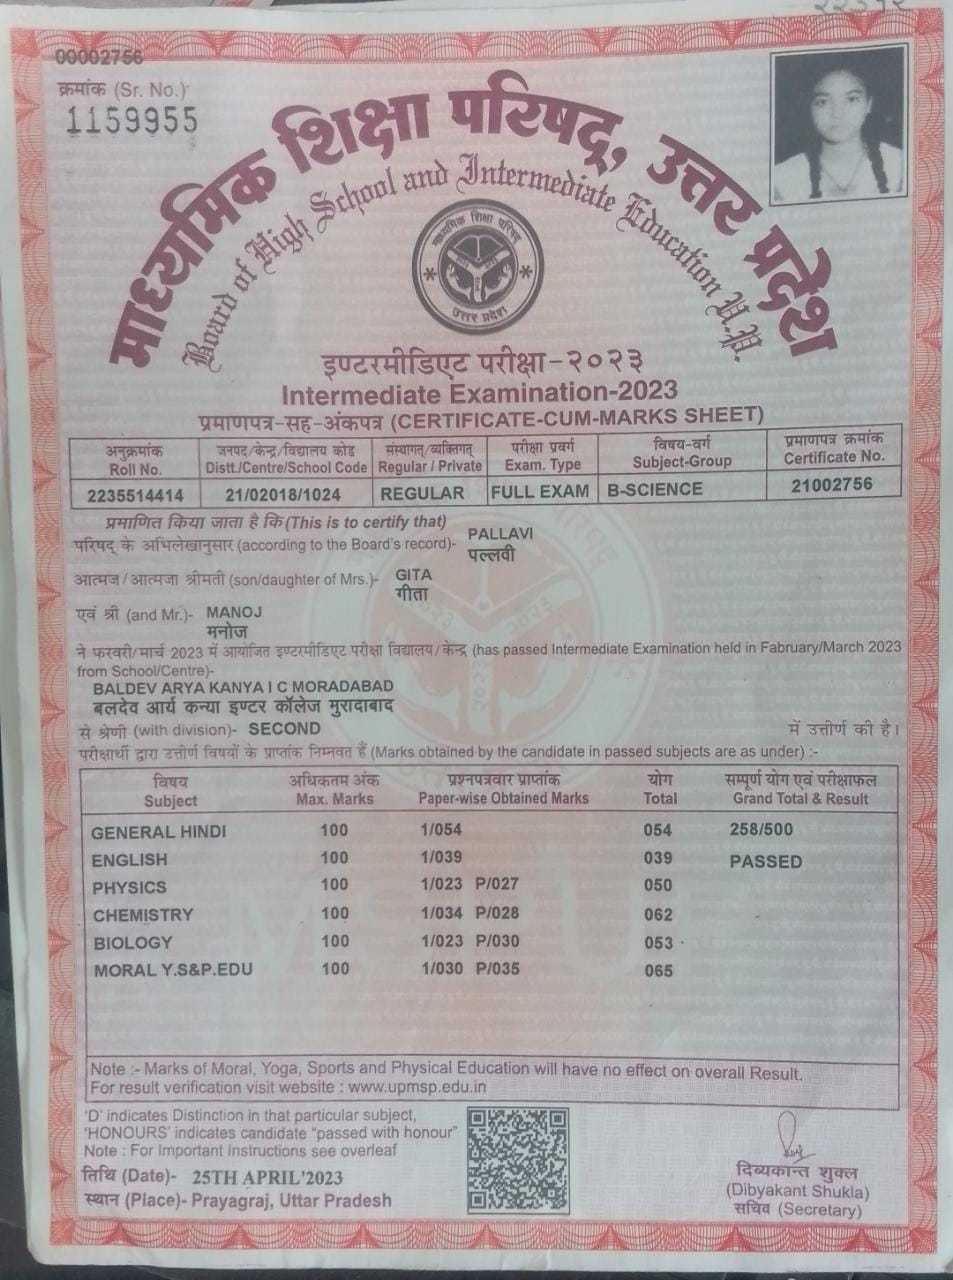 00002756
क्रमांक (Sr. No.)-
1159955
माध्यमिक शिक्षा परिषद्, उत्तर प्रदेश
Board of High School and Intermediate Education U.P.
माध्यमिक शिक्षा परिषद्
उत्तर प्रदेश
इण्टरमीडिएट परीक्षा-२०२३
Intermediate Examination-2023
प्रमाणपत्र-सह-अंकपत्र (CERTIFICATE-CUM-MARKS SHEET)
अनुक्रमांक जनपद/केन्द्र/विद्यालय कोड संस्थागत/व्यक्तिगत परीक्षा प्रवर्ग विषय-वर्ग प्रमाणपत्र क्रमांक
Roll No. Distt./Centre/School Code Regular / Private Exam. Type Subject-Group Certificate No.
2235514414 21/02018/1024 REGULAR FULL EXAM B-SCIENCE 21002756
प्रमाणित किया जाता है कि (This is to certify that)
परिषद् के अभिलेखानुसार (according to the Board's record)- PALLAVI
पल्लवी
आत्मज/आत्मजा श्रीमती (son/daughter of Mrs.)- GITA
गीता
एवं श्री (and Mr.)- MANOJ
मनोज
ने फरवरी/मार्च 2023 में आयोजित इण्टरमीडिएट परीक्षा विद्यालय/केन्द्र (has passed Intermediate Examination held in Fabruary/March 2023
from School/Centre)-
BALDEV ARYA KANYA I C MORADABAD
बलदेव आर्य कन्या इण्टर कॉलेज मुरादाबाद
से श्रेणी (with division)- SECOND में उत्तीर्ण की है।
परीक्षार्थी द्वारा उत्तीर्ण विषयों के प्राप्तांक निम्नवत हैं (Marks obtained by the candidate in passed subjects are as under) :-
विषय अधिकतम अंक प्रश्नपत्रवार प्राप्तांक योग सम्पूर्ण योग एवं परीक्षाफल
Subject Max. Marks Paper-wise Obtained Marks Total Grand Total & Result
GENERAL HINDI 100 1/054 054 258/500
ENGLISH 100 1/039 039 PASSED
PHYSICS 100 1/023 P/027 050
CHEMISTRY 100 1/034 P/028 062
BIOLOGY 100 1/023 P/030 053
MORAL Y.S&P.EDU 100 1/030 P/035 065
Note :- Marks of Moral, Yoga, Sports and Physical Education will have no effect on overall Result.
For result verification visit website : www.upmsp.edu.in
'D' indicates Distinction in that particular subject,
'HONOURS' indicates candidate "passed with honour"
Note : For Important Instructions see overleaf
तिथि (Date)- 25TH APRIL'2023
स्थान (Place)- Prayagraj, Uttar Pradesh
दिव्यकान्त शुक्ल
(Dibyakant Shukla)
सचिव (Secretary)